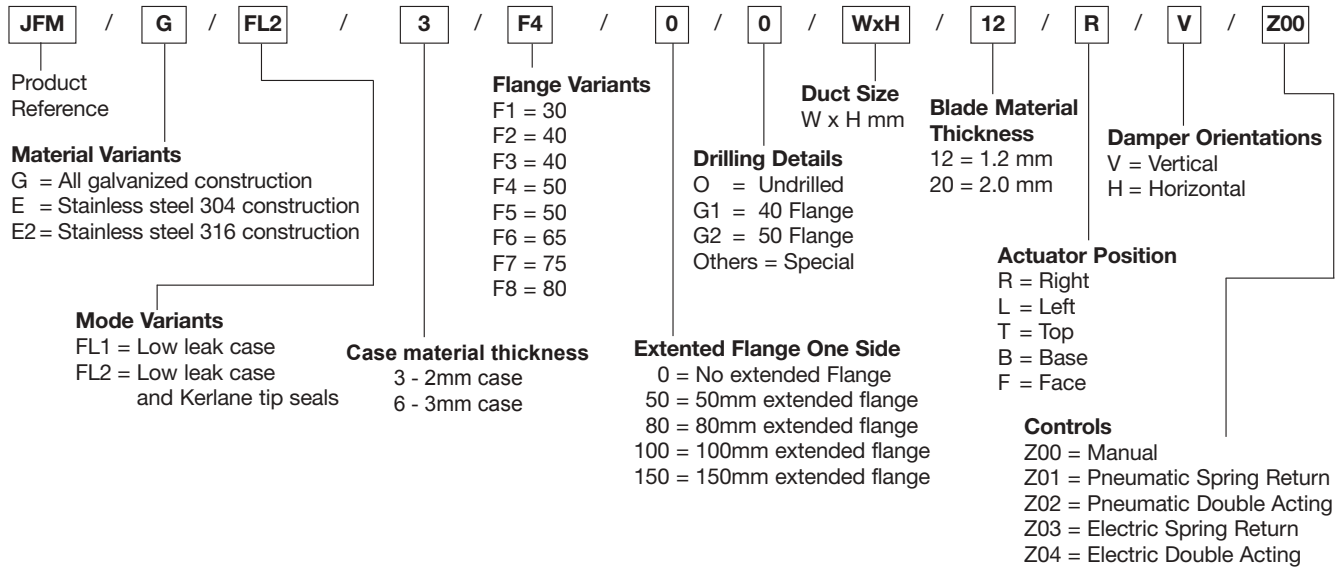 JFM / G / FL2 / 3 / F4 / 0 / 0 / WxH / 12 / R / V / Z00
Product
Reference
Material Variants
G = All galvanized construction
E = Stainless steel 304 construction
E2 = Stainless steel 316 construction
Mode Variants
FL1 = Low leak case
FL2 = Low leak case
and Kerlane tip seals
Case material thickness
3 - 2mm case
6 - 3mm case
Flange Variants
F1 = 30
F2 = 40
F3 = 40
F4 = 50
F5 = 50
F6 = 65
F7 = 75
F8 = 80
Extented Flange One Side
0 = No extended Flange
50 = 50mm extended flange
80 = 80mm extended flange
100 = 100mm extended flange
150 = 150mm extended flange
Drilling Details
O = Undrilled
G1 = 40 Flange
G2 = 50 Flange
Others = Special
Duct Size
W x H mm
Blade Material
Thickness
12 = 1.2 mm
20 = 2.0 mm
Actuator Position
R = Right
L = Left
T = Top
B = Base
F = Face
Damper Orientations
V = Vertical
H = Horizontal
Controls
Z00 = Manual
Z01 = Pneumatic Spring Return
Z02 = Pneumatic Double Acting
Z03 = Electric Spring Return
Z04 = Electric Double Acting